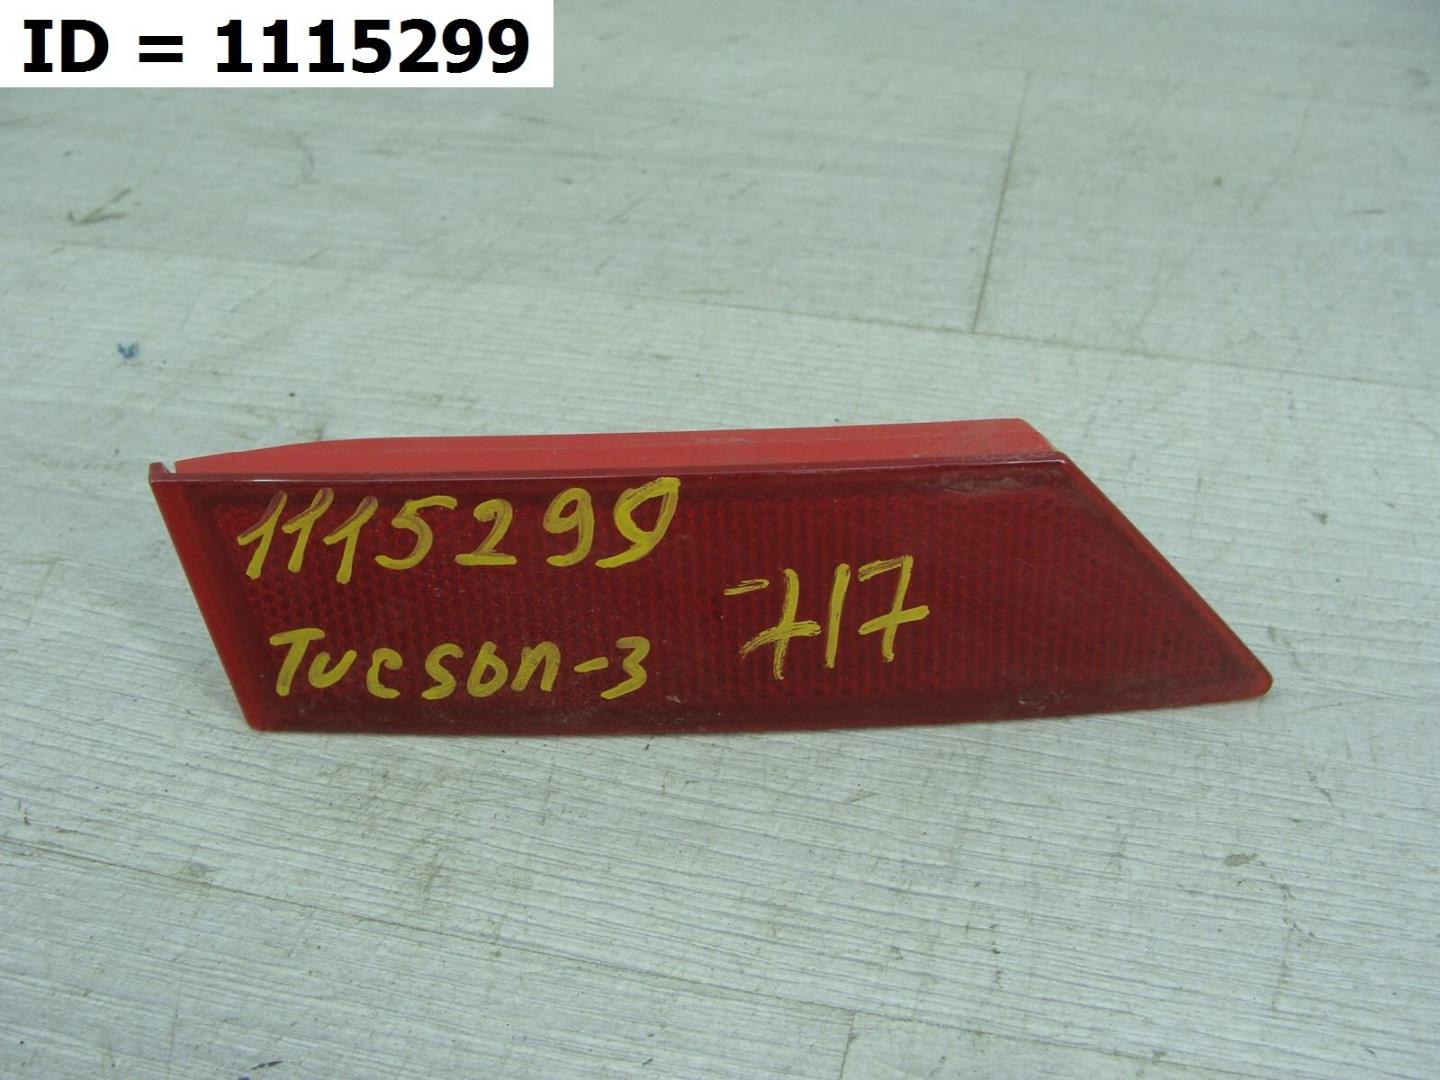 ID = 1115299
1115299
717
Tucson-3